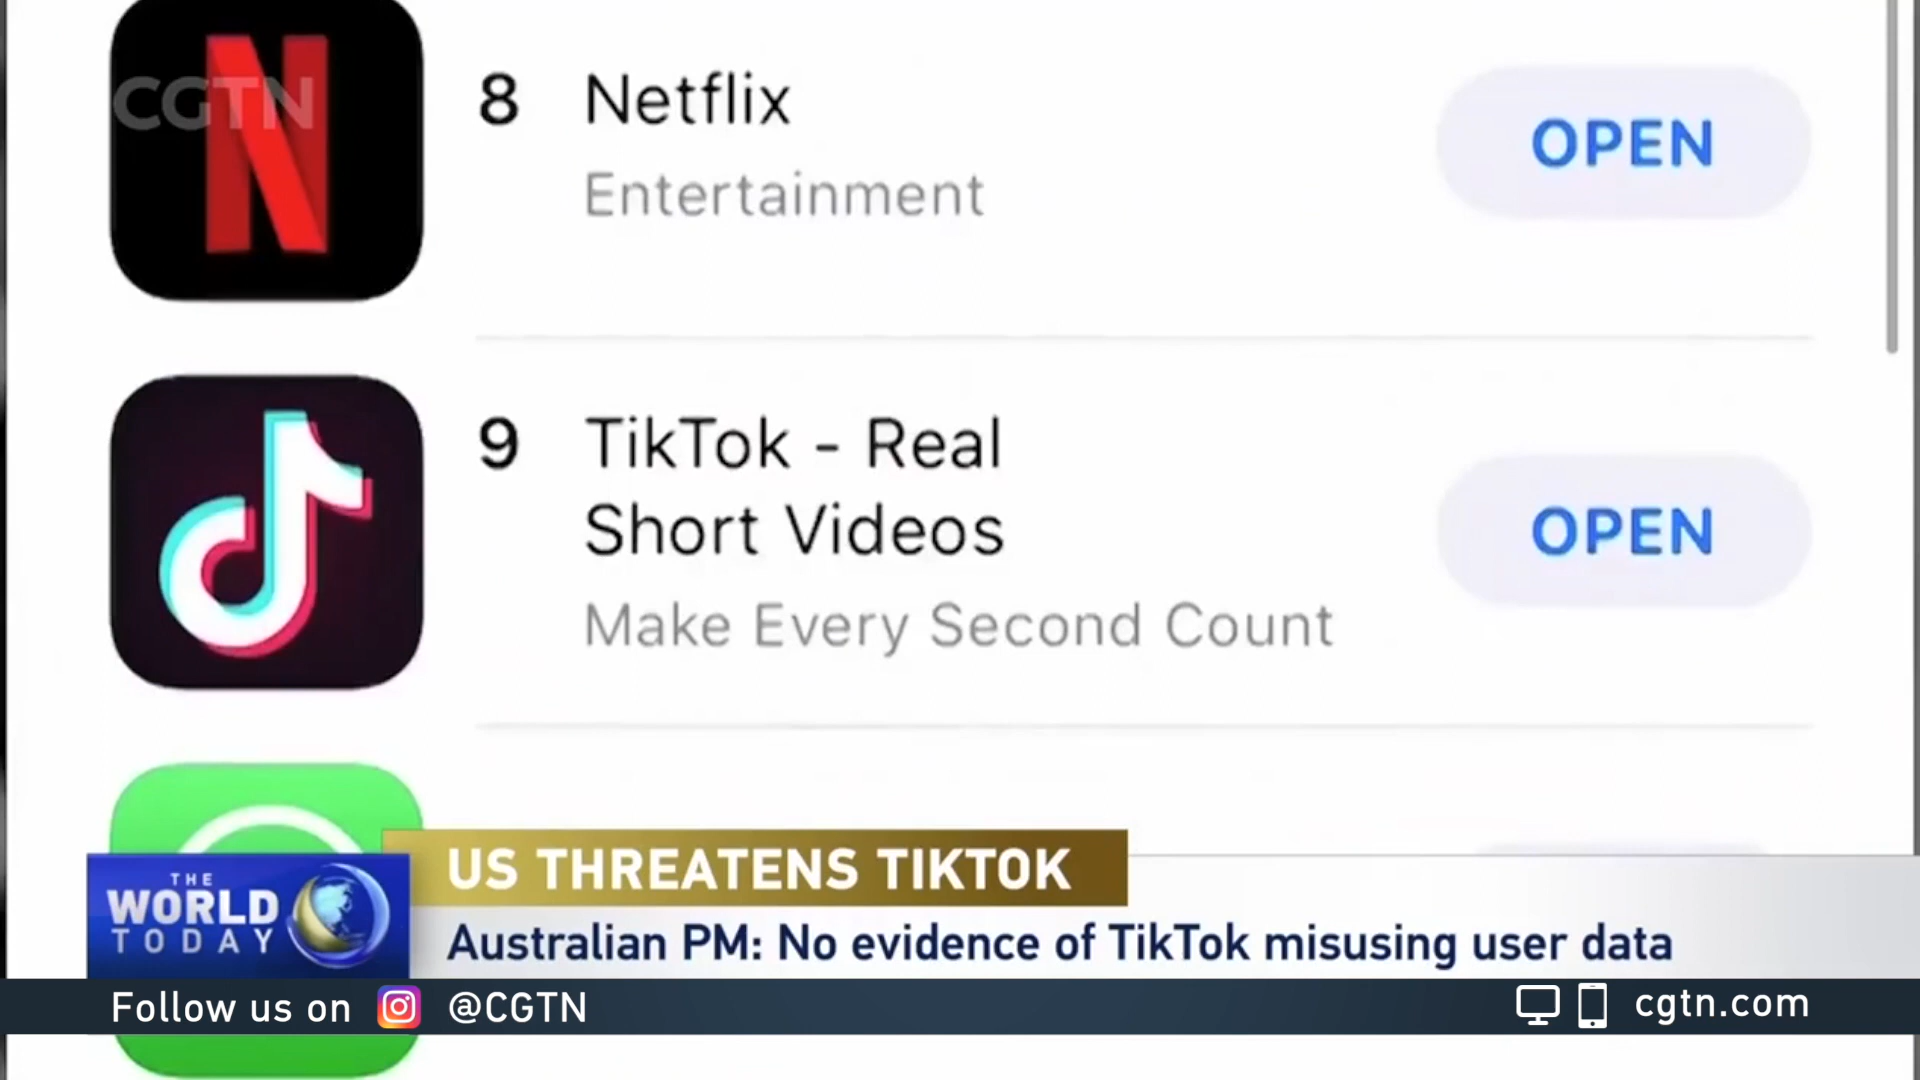 CGTN
8 Netflix
Entertainment
OPEN
9 TikTok - Real
Short Videos
Make Every Second Count
OPEN
US THREATENS TIKTOK
THE
WORLD
TODAY
Australian PM: No evidence of TikTok misusing user data
Follow us on @CGTN
cgtn.com